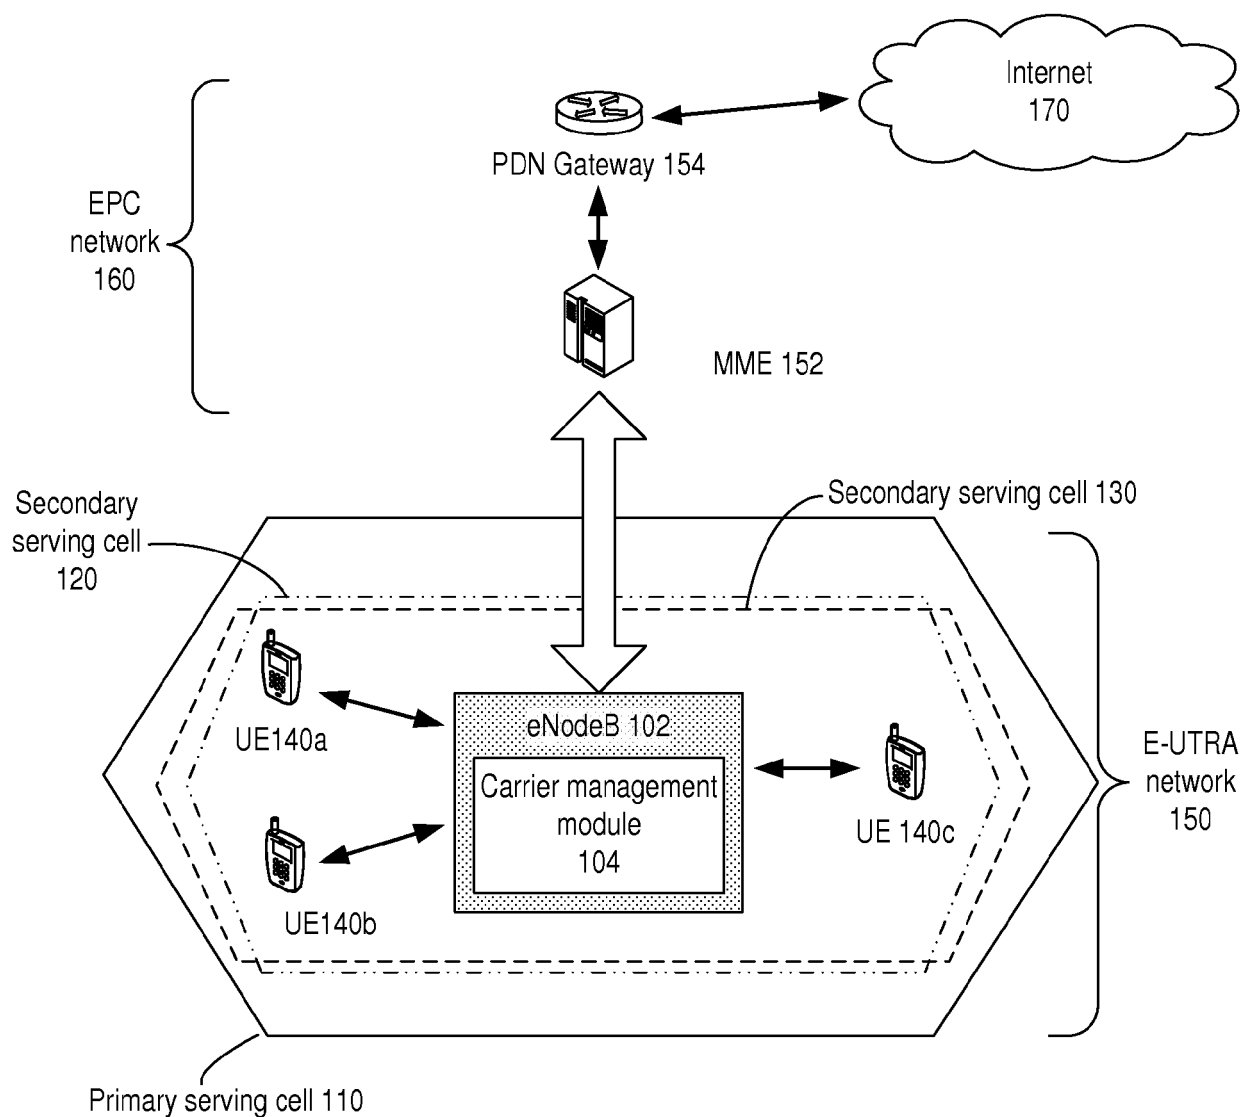 Internet
170
PDN Gateway 154
EPC
network
160
MME 152
Secondary
serving cell
120
Secondary serving cell 130
UE140a
eNodeB 102
Carrier management
module
104
UE140b
UE 140c
E-UTRA
network
150
Primary serving cell 110